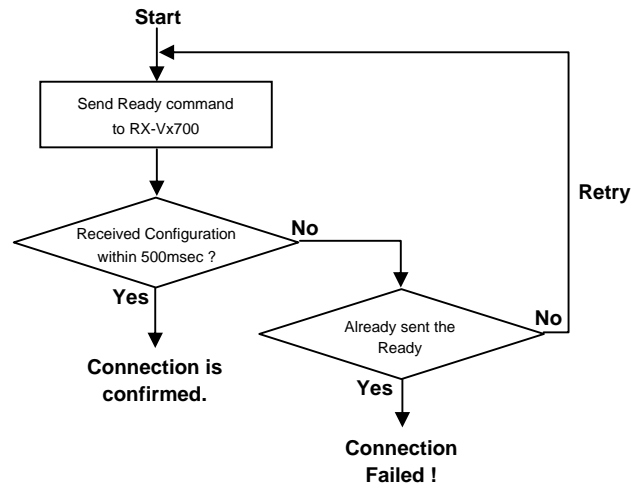 Start
Send Ready command
to RX-Vx700
Retry
Received Configuration
within 500msec ?
No
Yes
Already sent the
Ready
No
Connection is
confirmed.
Yes
Connection
Failed !